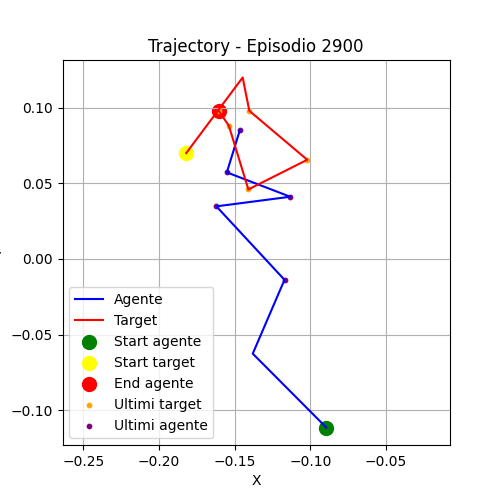 Trajectory - Episodio 2900
0.10
0.05
0.00
−0.05
−0.10
Agente
Target
Start agente
Start target
End agente
Ultimi target
Ultimi agente
−0.25
−0.20
−0.15
−0.10
−0.05
X